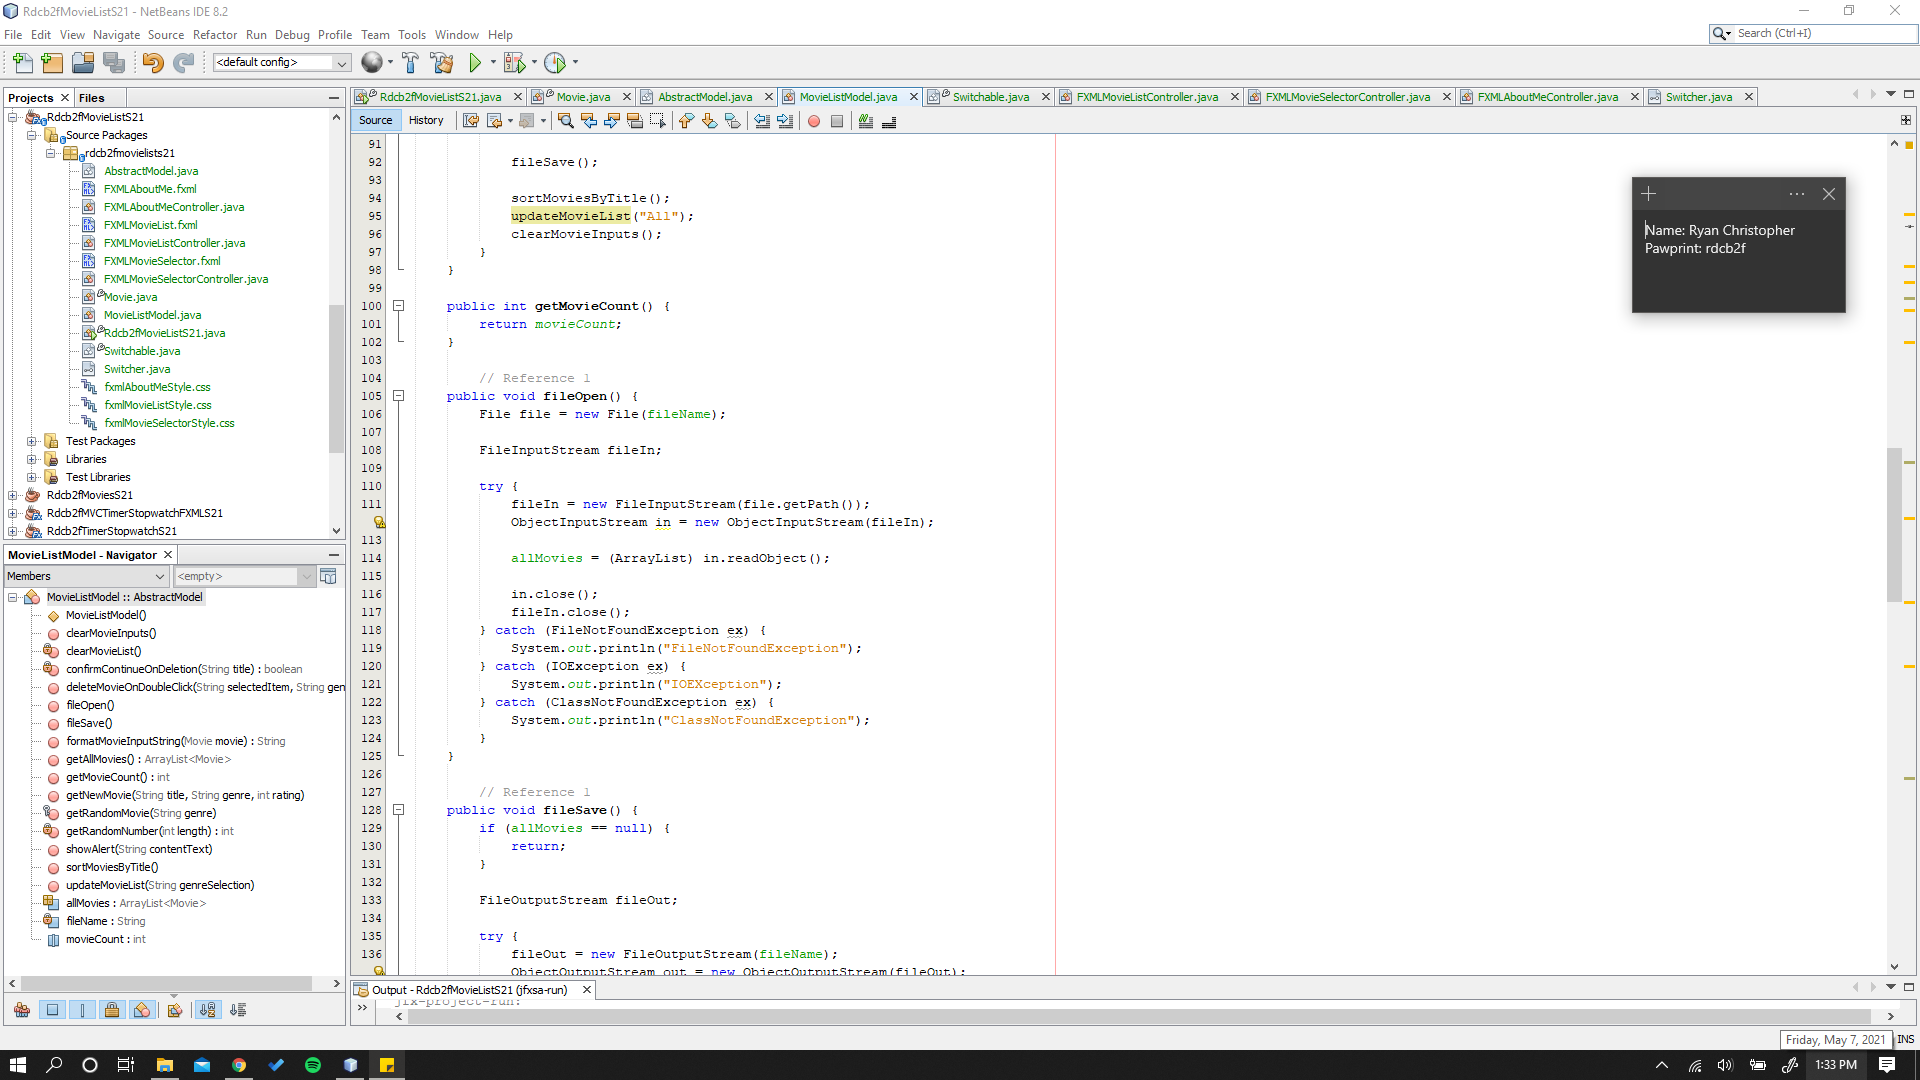 Rdcb2fMovieListS21 - NetBeans IDE 8.2
File Edit View Navigate Source Refactor Run Debug Profile Team Tools Window Help
Search (Ctrl+I)
<default config>
Projects Files
Rdcb2fMovieListS21
Source Packages
rdcb2fmovielists21
AbstractModel.java
FXMLAboutMe.fxml
FXMLAboutMeController.java
FXMLMovieList.fxml
FXMLMovieListController.java
FXMLMovieSelector.fxml
FXMLMovieSelectorController.java
Movie.java
MovieListModel.java
Rdcb2fMovieListS21.java
Switchable.java
Switcher.java
fxmlAboutMeStyle.css
fxmlMovieListStyle.css
fxmlMovieSelectorStyle.css
Test Packages
Libraries
Test Libraries
Rdcb2fMoviesS21
Rdcb2fMVCTimerStopwatchFXMLS21
Rdcb2fTimerStopwatchS21
MovieListModel - Navigator
Members <empty>
MovieListModel :: AbstractModel
MovieListModel()
clearMovieInputs()
clearMovieList()
confirmContinueOnDeletion(String title) : boolean
deleteMovieOnDoubleClick(String selectedItem, String gen
fileOpen()
fileSave()
formatMovieInputString(Movie movie) : String
getAllMovies() : ArrayList<Movie>
getMovieCount() : int
getNewMovie(String title, String genre, int rating)
getRandomMovie(String genre)
getRandomNumber(int length) : int
showAlert(String contentText)
sortMoviesByTitle()
updateMovieList(String genreSelection)
allMovies : ArrayList<Movie>
fileName : String
movieCount : int
Rdcb2fMovieListS21.java Movie.java AbstractModel.java MovieListModel.java Switchable.java FXMLMovieListController.java FXMLMovieSelectorController.java FXMLAboutMeController.java Switcher.java
Source History
91
92 fileSave();
93
94 sortMoviesByTitle();
95 updateMovieList("All");
96 clearMovieInputs();
97 }
98 }
99
100 public int getMovieCount() {
101 return movieCount;
102 }
103
104 // Reference 1
105 public void fileOpen() {
106 File file = new File(fileName);
107
108 FileInputStream fileIn;
109
110 try {
111 fileIn = new FileInputStream(file.getPath());
ObjectInputStream in = new ObjectInputStream(fileIn);
113
114 allMovies = (ArrayList) in.readObject();
115
116 in.close();
117 fileIn.close();
118 } catch (FileNotFoundException ex) {
119 System.out.println("FileNotFoundException");
120 } catch (IOException ex) {
121 System.out.println("IOEXception");
122 } catch (ClassNotFoundException ex) {
123 System.out.println("ClassNotFoundException");
124 }
125 }
126
127 // Reference 1
128 public void fileSave() {
129 if (allMovies == null) {
130 return;
131 }
132
133 FileOutputStream fileOut;
134
135 try {
136 fileOut = new FileOutputStream(fileName);
ObjectOutputStream out = new ObjectOutputStream(fileOut);
Name: Ryan Christopher
Pawprint: rdcb2f
Output - Rdcb2fMovieListS21 (jfxsa-run)
jfx-project-run:
Friday, May 7, 2021 INS
1:33 PM